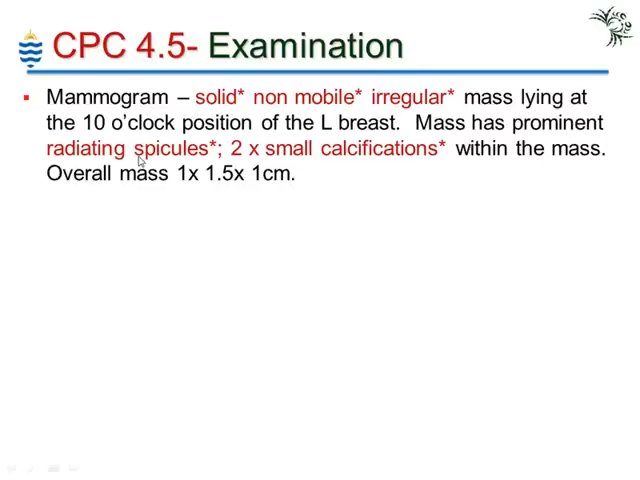 CPC 4.5- Examination
▪ Mammogram – solid* non mobile* irregular* mass lying at
the 10 o’clock position of the L breast. Mass has prominent
radiating spicules*; 2 x small calcifications* within the mass.
Overall mass 1x 1.5x 1cm.